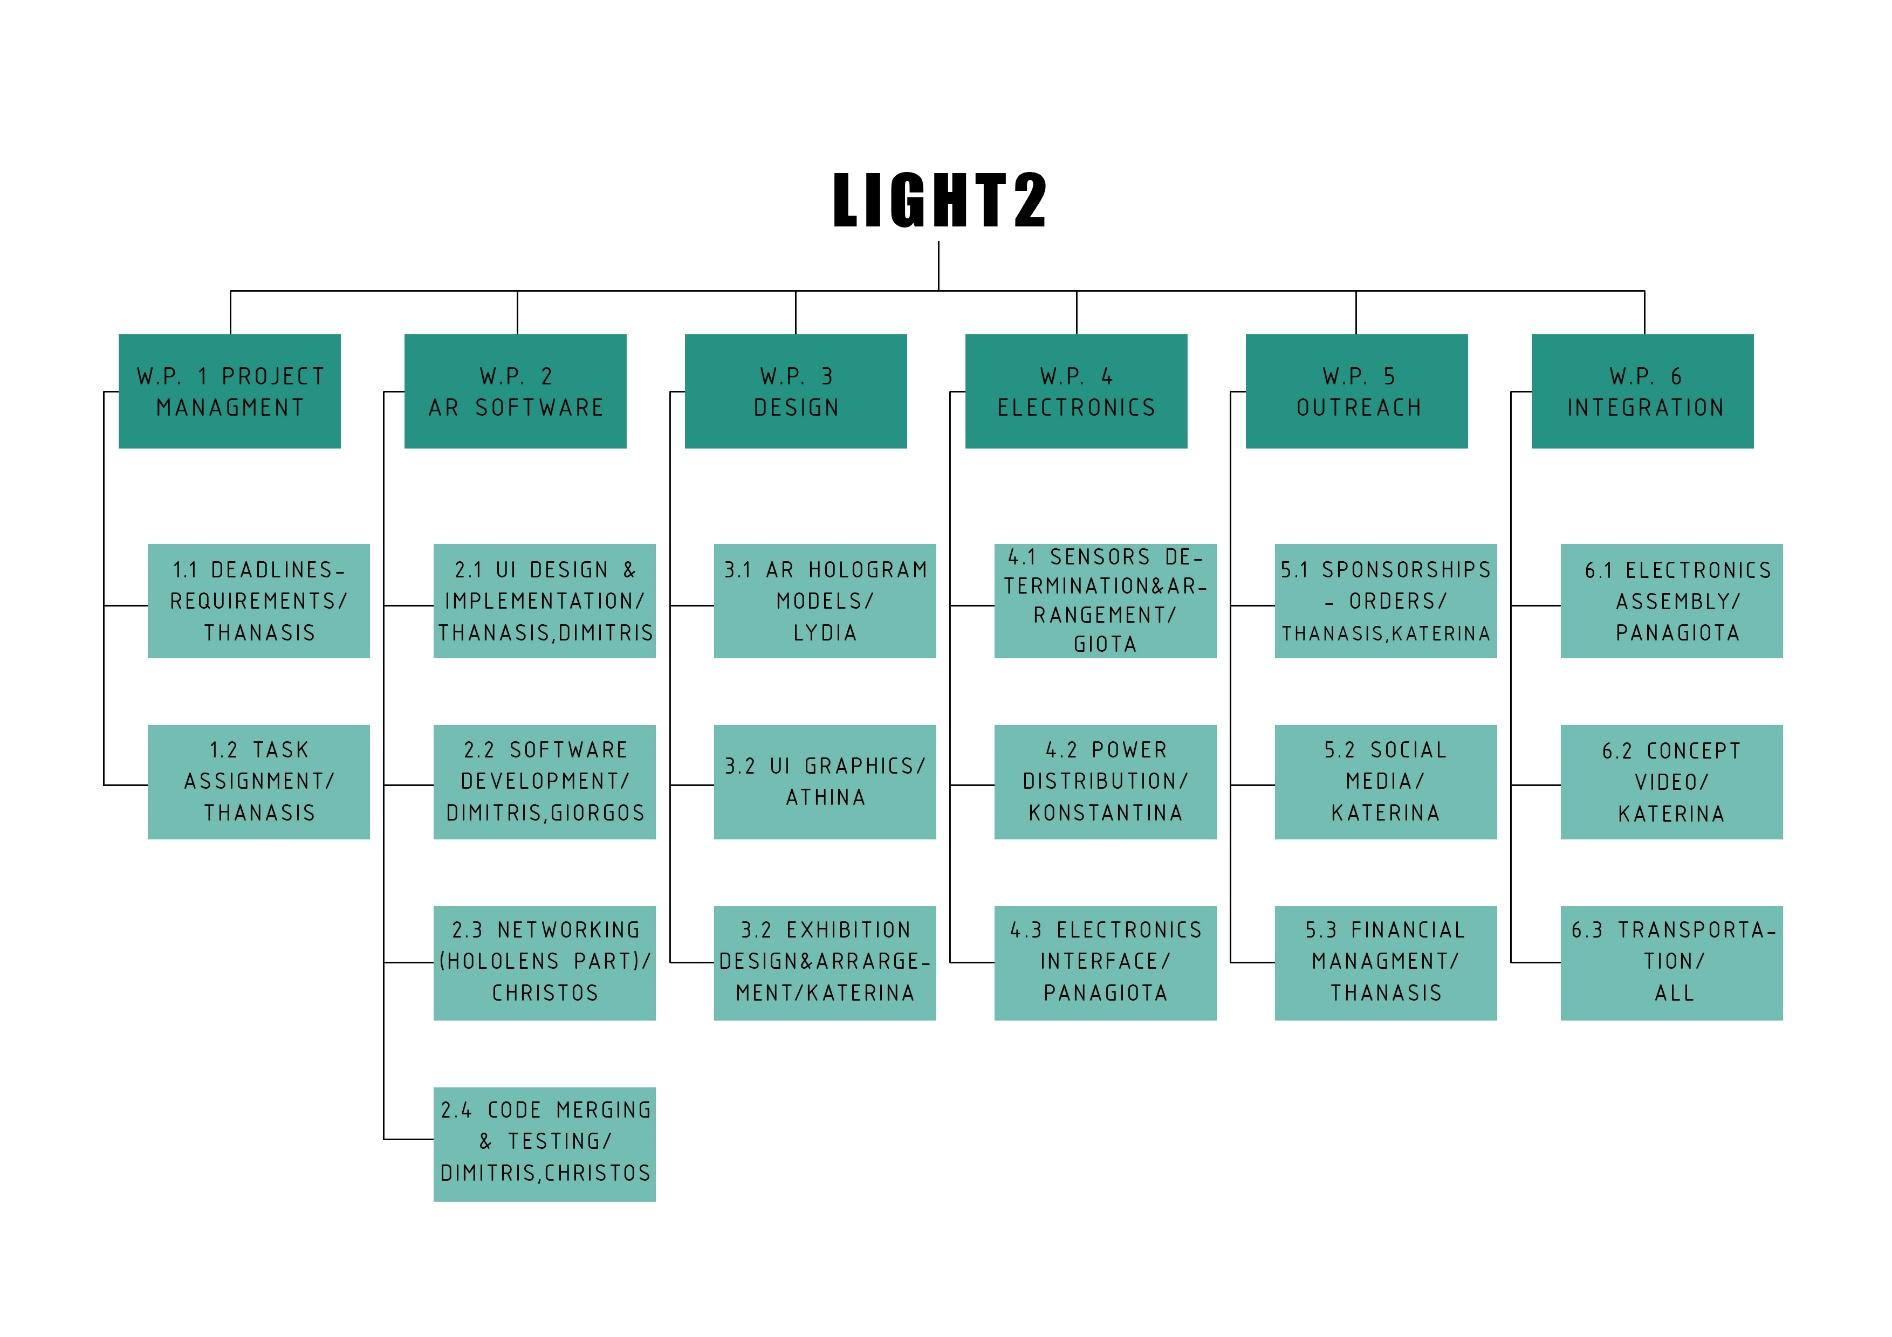 LIGHT2
W.P. 1 PROJECT
MANAGMENT
1.1 DEADLINES-
REQUIREMENTS/
THANASIS
1.2 TASK
ASSIGNMENT/
THANASIS
W.P. 2
AR SOFTWARE
2.1 UI DESIGN &
IMPLEMENTATION/
THANASIS,DIMITRIS
2.2 SOFTWARE
DEVELOPMENT/
DIMITRIS,GIORGOS
2.3 NETWORKING
(HOLOLENS PART)/
CHRISTOS
2.4 CODE MERGING
& TESTING/
DIMITRIS,CHRISTOS
W.P. 3
DESIGN
3.1 AR HOLOGRAM
MODELS/
LYDIA
3.2 UI GRAPHICS/
ATHINA
3.2 EXHIBITION
DESIGN&ARRARGE-
MENT/KATERINA
W.P. 4
ELECTRONICS
4.1 SENSORS DE-
TERMINATION&AR-
RANGEMENT/
GIOTA
4.2 POWER
DISTRIBUTION/
KONSTANTINA
4.3 ELECTRONICS
INTERFACE/
PANAGIOTA
W.P. 5
OUTREACH
5.1 SPONSORSHIPS
- ORDERS/
THANASIS,KATERINA
5.2 SOCIAL
MEDIA/
KATERINA
5.3 FINANCIAL
MANAGMENT/
THANASIS
W.P. 6
INTEGRATION
6.1 ELECTRONICS
ASSEMBLY/
PANAGIOTA
6.2 CONCEPT
VIDEO/
KATERINA
6.3 TRANSPORTA-
TION/
ALL